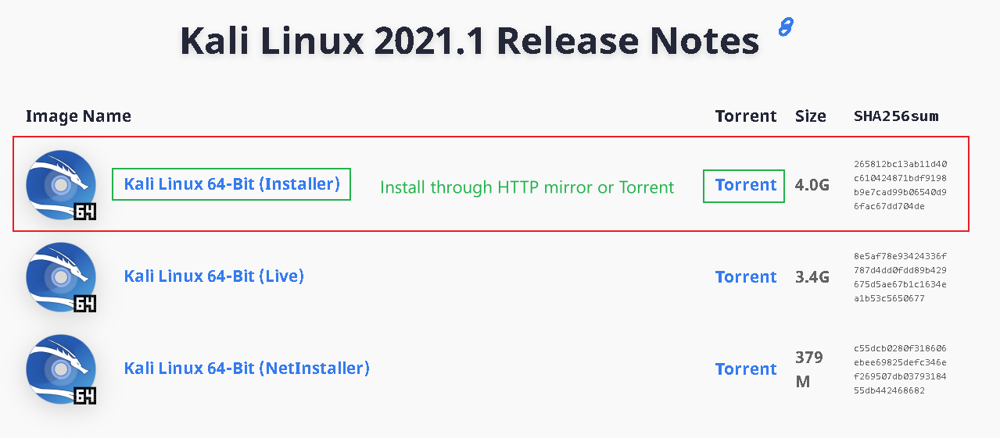 Kali Linux 2021.1 Release Notes
Image Name Torrent Size SHA256sum
64 Kali Linux 64-Bit (Installer) Install through HTTP mirror or Torrent Torrent 4.0G
265812bc13ab11d40
c610424871bdf9198
b9e7cad99b06540d9
6fac67dd704de
64 Kali Linux 64-Bit (Live) Torrent 3.4G
8e5af78e93424336f
787d4dd0fdd89b429
675d5ae67b1c1634e
a1b53c5650677
64 Kali Linux 64-Bit (NetInstaller) Torrent 379
M
c55dcb0280f318606
ebee69825defc346e
f269507db03793184
55db442468682